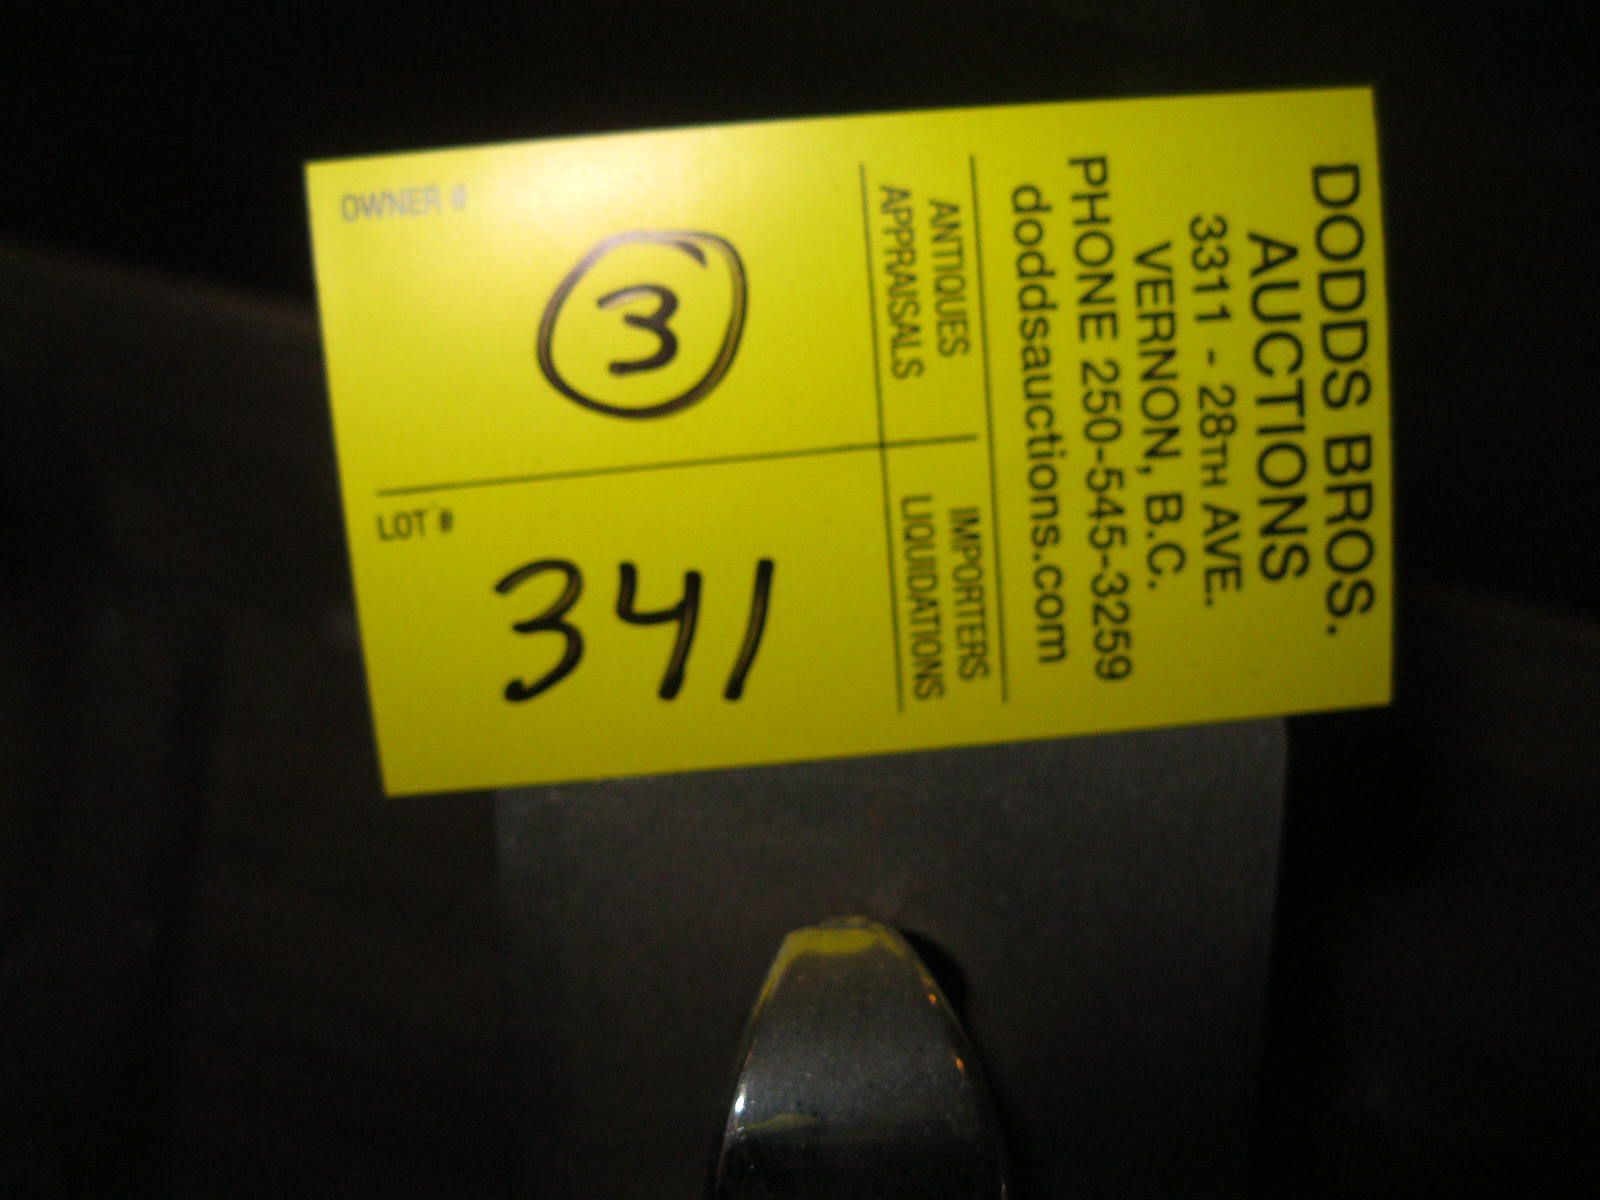 DODDS BROS.
AUCTIONS
3311 - 28TH AVE.
VERNON, B.C.
PHONE 250-545-3259
doddsauctions.com
ANTIQUES
APPRAISALS
IMPORTERS
LIQUIDATIONS
OWNER #
3
LOT #
341